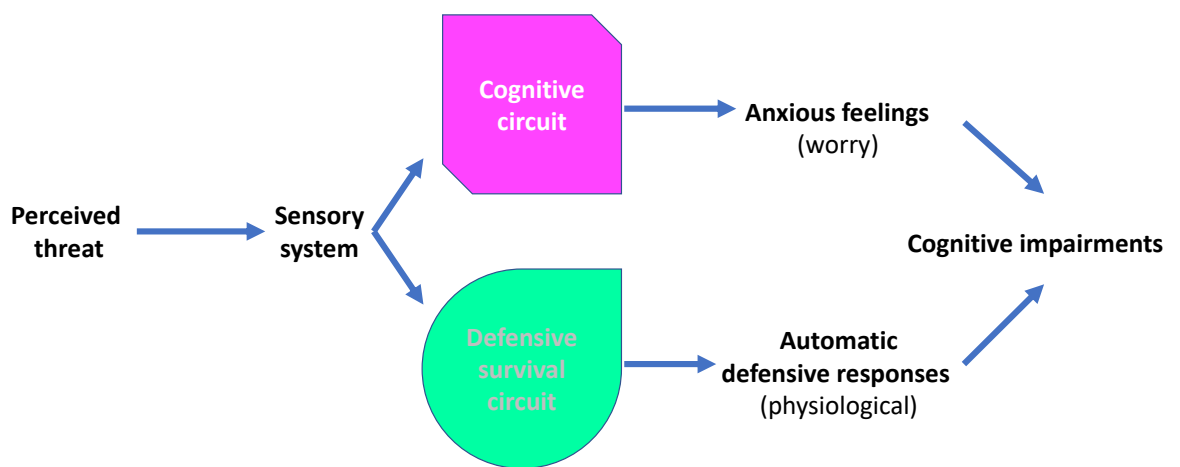 Perceived
threat
Sensory
system
Cognitive
circuit
Anxious feelings
(worry)
Defensive
survival
circuit
Automatic
defensive responses
(physiological)
Cognitive impairments